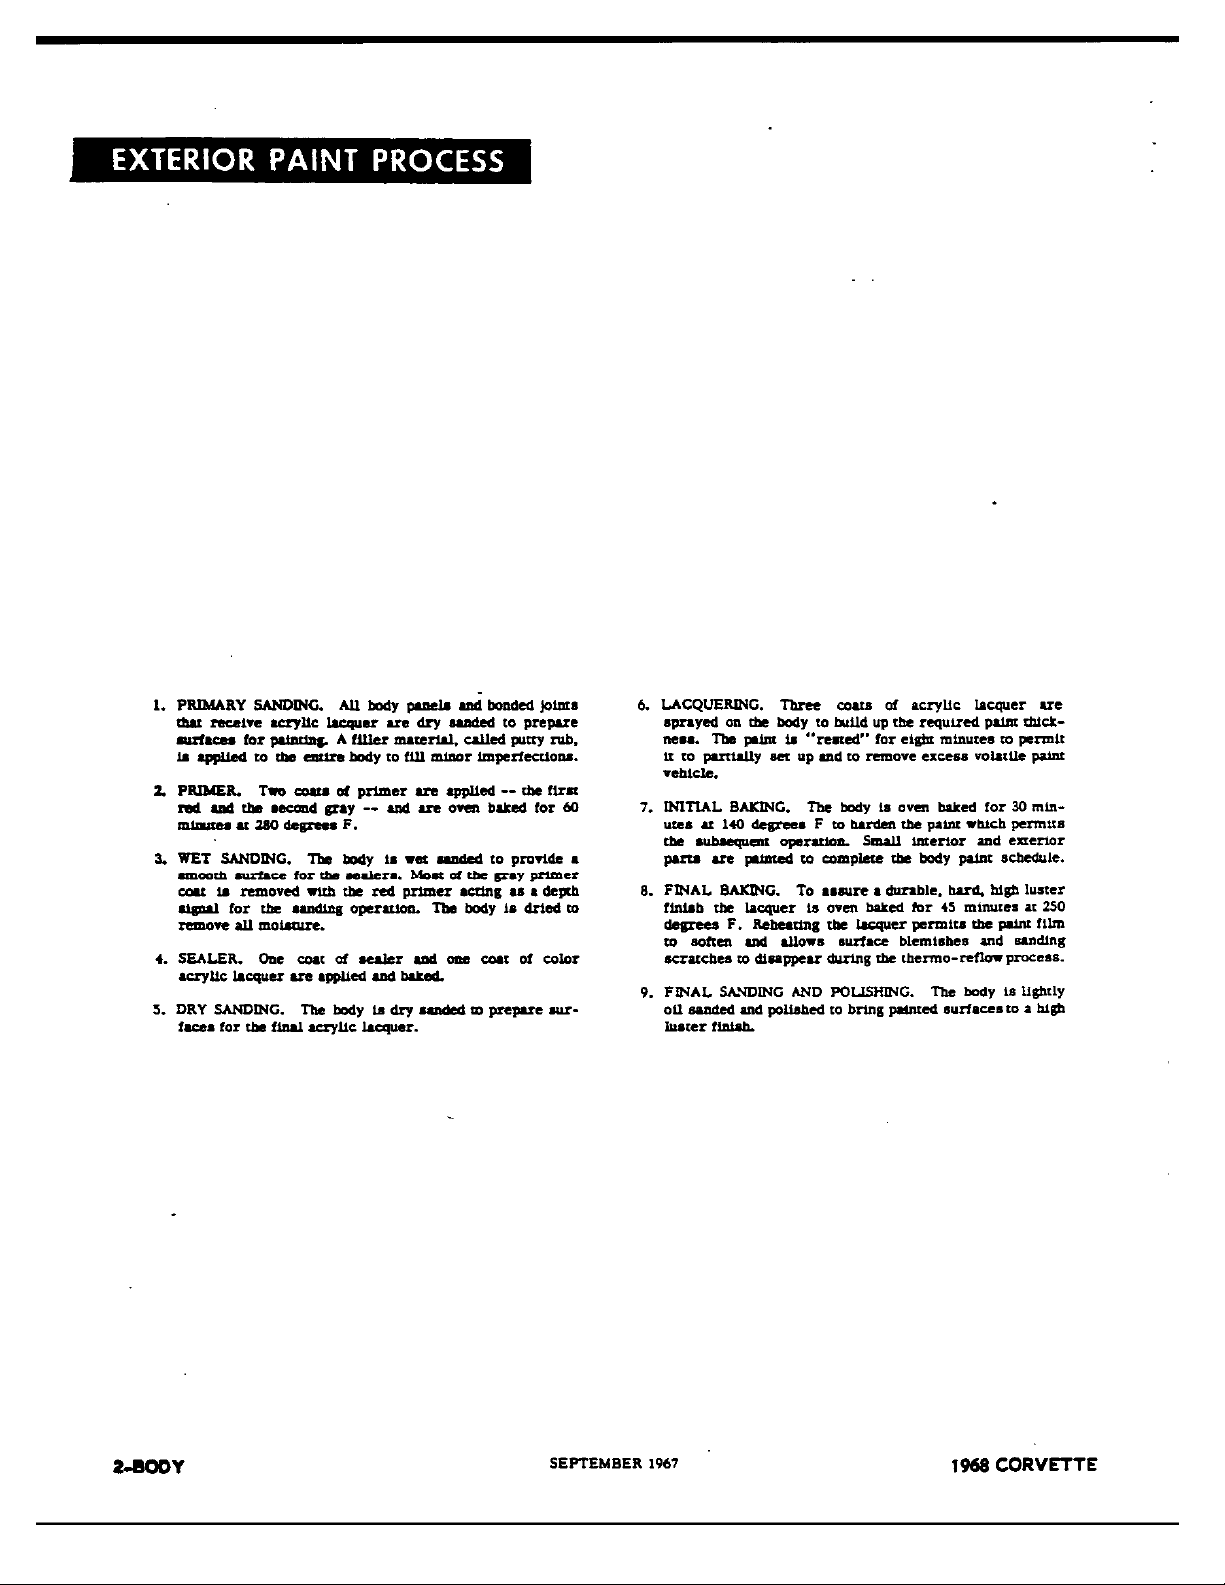 EXTERIOR PAINT PROCESS
1. PRIMARY SANDING. All body panels and bonded joints
that receive acrylic lacquer are dry sanded to prepare
surfaces for painting. A filler material, called putty rub,
is applied to the entire body to fill minor imperfections.
2. PRIMER. Two coats of primer are applied -- the first
red and the second gray -- and are oven baked for 60
minutes at 280 degrees F.
3. WET SANDING. The body is wet sanded to provide a
smooth surface for the sealers. Most of the gray primer
coat is removed with the red primer acting as a depth
signal for the sanding operation. The body is dried to
remove all moisture.
4. SEALER. One coat of sealer and one coat of color
acrylic lacquer are applied and baked.
5. DRY SANDING. The body is dry sanded to prepare sur-
faces for the final acrylic lacquer.
6. LACQUERING. Three coats of acrylic lacquer are
sprayed on the body to build up the required paint thick-
ness. The paint is "rested" for eight minutes to permit
it to partially set up and to remove excess volatile paint
vehicle.
7. INITIAL BAKING. The body is oven baked for 30 min-
utes at 140 degrees F to harden the paint which permits
the subsequent operation. Small interior and exterior
parts are painted to complete the body paint schedule.
8. FINAL BAKING. To assure a durable, hard, high luster
finish the lacquer is oven baked for 45 minutes at 250
degrees F. Reheating the lacquer permits the paint film
to soften and allows surface blemishes and sanding
scratches to disappear during the thermo-reflow process.
9. FINAL SANDING AND POLISHING. The body is lightly
oil sanded and polished to bring painted surfaces to a high
luster finish.
2-BODY
SEPTEMBER 1967
1968 CORVETTE